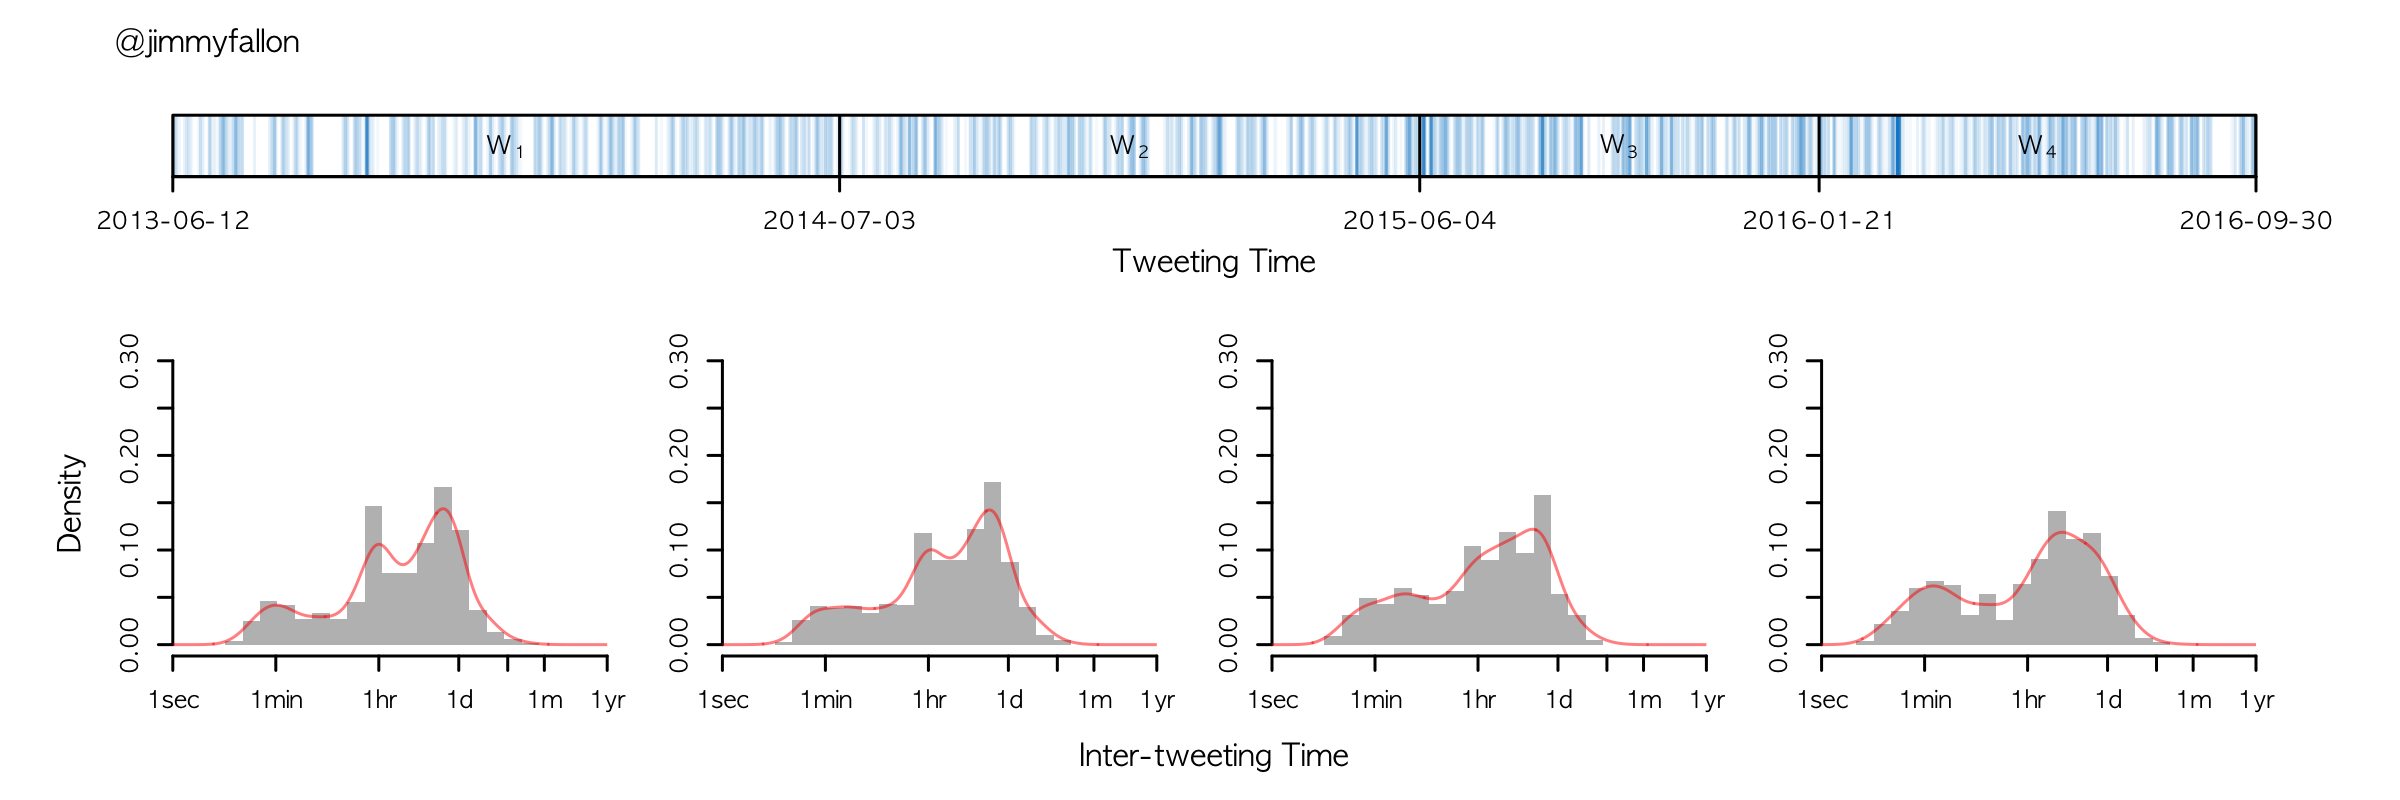 @jimmyfallon
W1 W2 W3 W4
2013-06-12 2014-07-03 2015-06-04 2016-01-21 2016-09-30
Tweeting Time
Density
0.00 0.10 0.20 0.30
0.00 0.10 0.20 0.30
0.00 0.10 0.20 0.30
0.00 0.10 0.20 0.30
1sec 1min 1hr 1d 1m 1yr
1sec 1min 1hr 1d 1m 1yr
1sec 1min 1hr 1d 1m 1yr
1sec 1min 1hr 1d 1m 1yr
Inter-tweeting Time